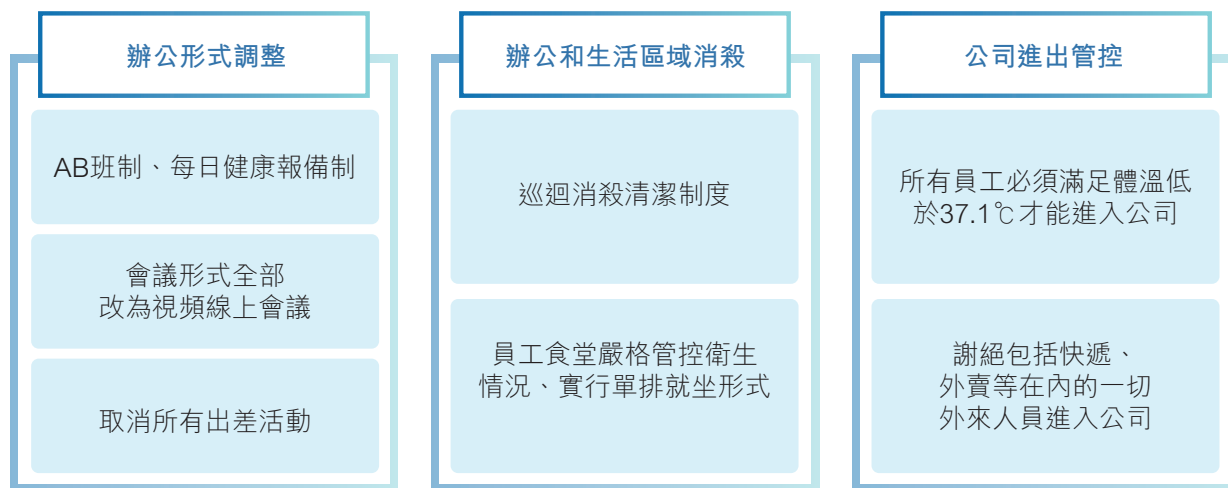 辦公形式調整
AB班制、每日健康報備制
會議形式全部
改為視頻線上會議
取消所有出差活動
辦公和生活區域消殺
巡迴消殺清潔制度
員工食堂嚴格管控衛生
情況、實行單排就坐形式
公司進出管控
所有員工必須滿足體溫低
於37.1℃才能進入公司
謝絕包括快遞、
外賣等在內的一切
外來人員進入公司